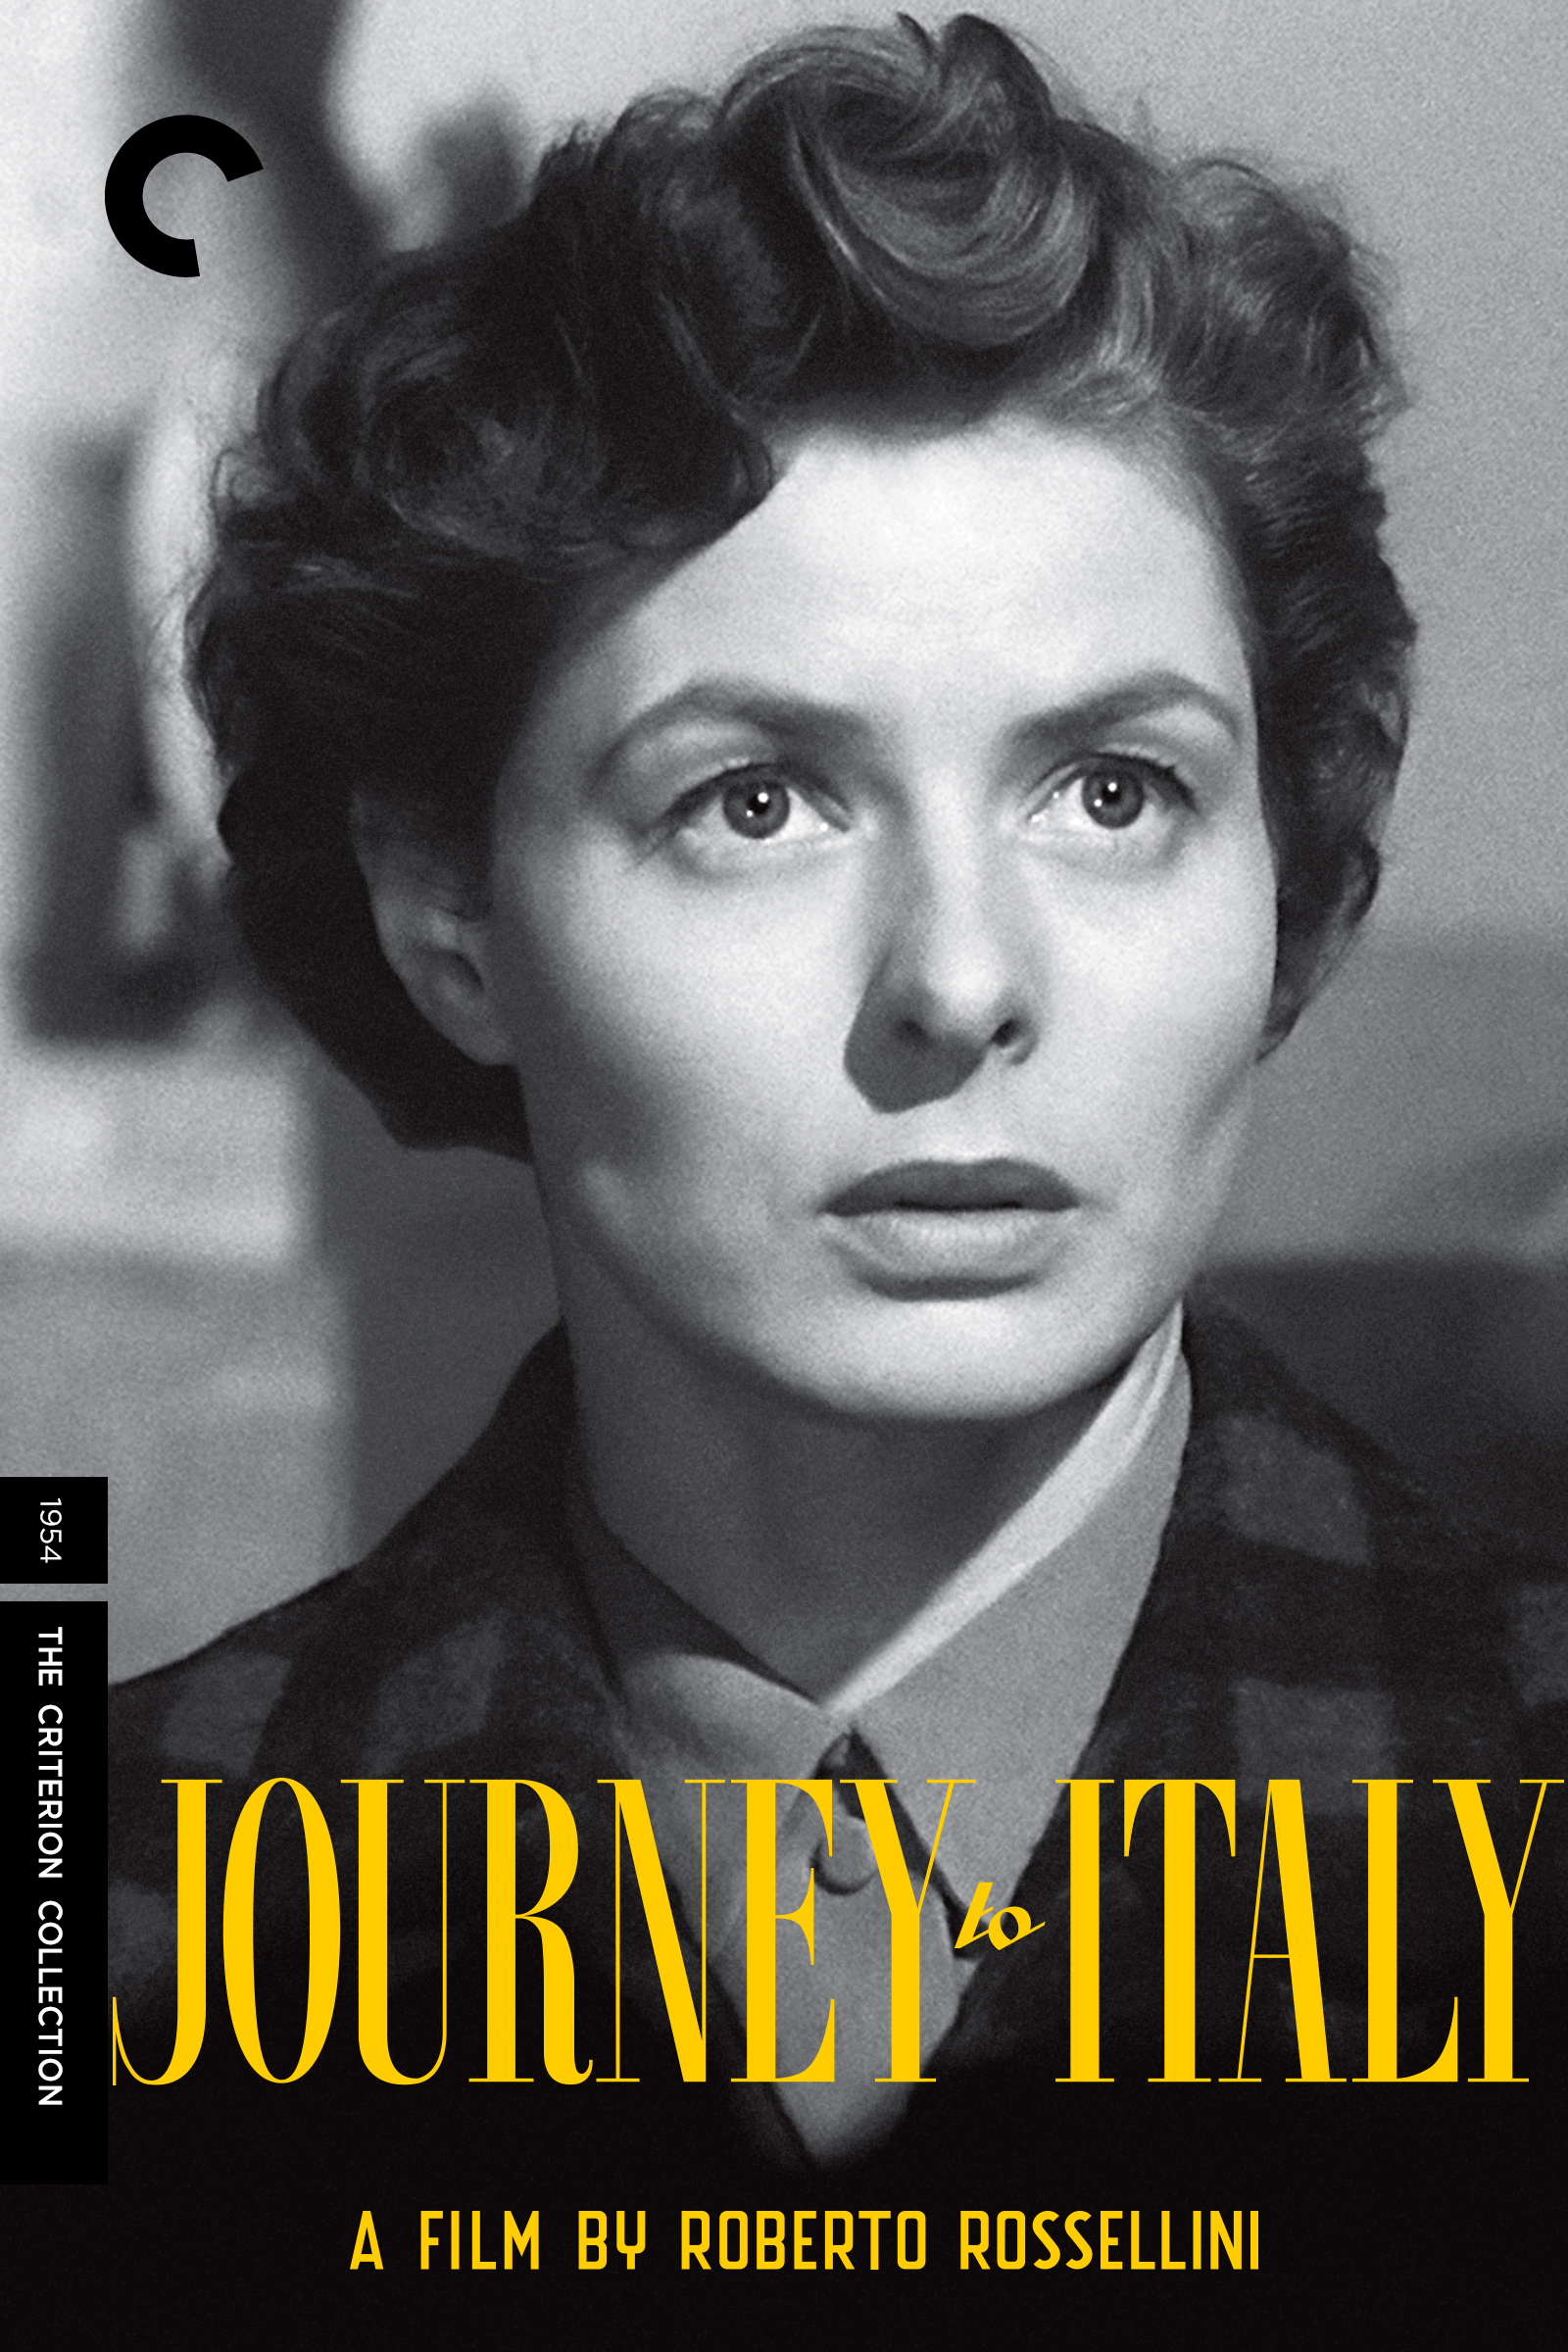 1954
THE CRITERION COLLECTION
JOURNEY to ITALY
A FILM BY ROBERTO ROSSELLINI